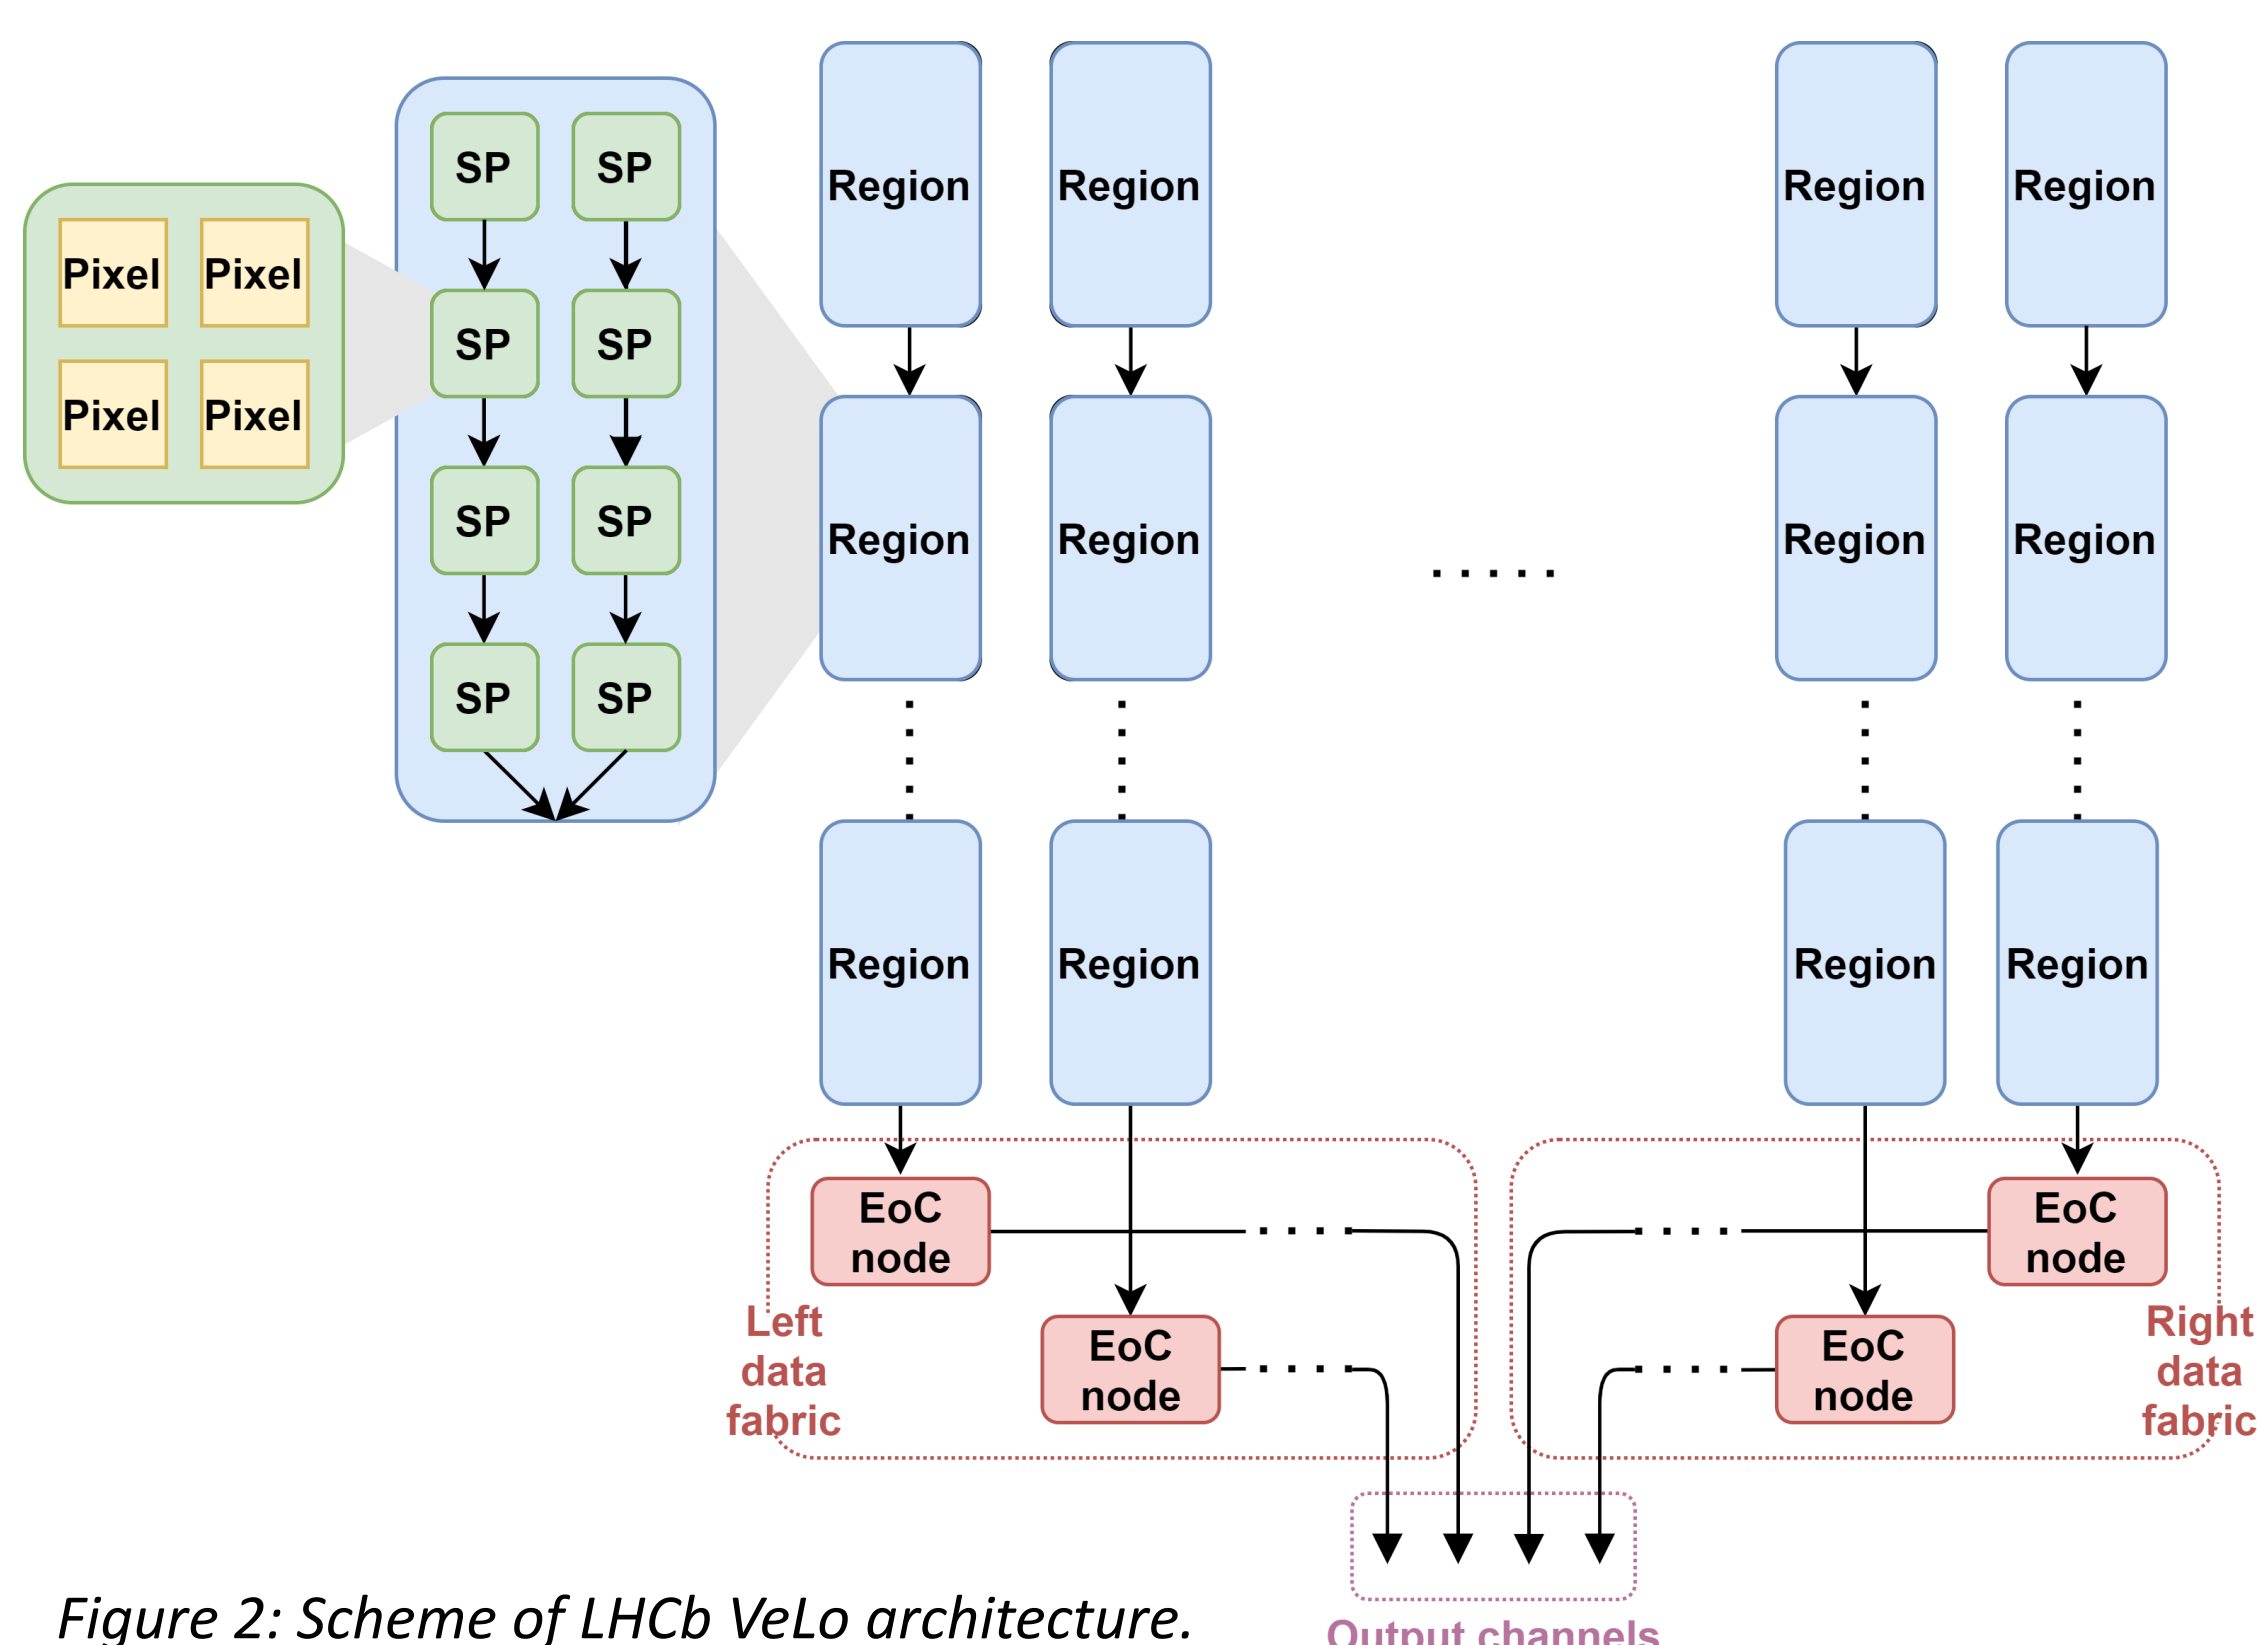 Region Region Region Region
SP SP
Pixel Pixel
SP SP
Pixel Pixel
SP SP
SP SP
Region Region Region Region
Region Region Region Region
EoC
node
EoC
node
EoC
node
EoC
node
Left
data
fabric
Right
data
fabric
Output channels
Figure 2: Scheme of LHCb VeLo architecture.